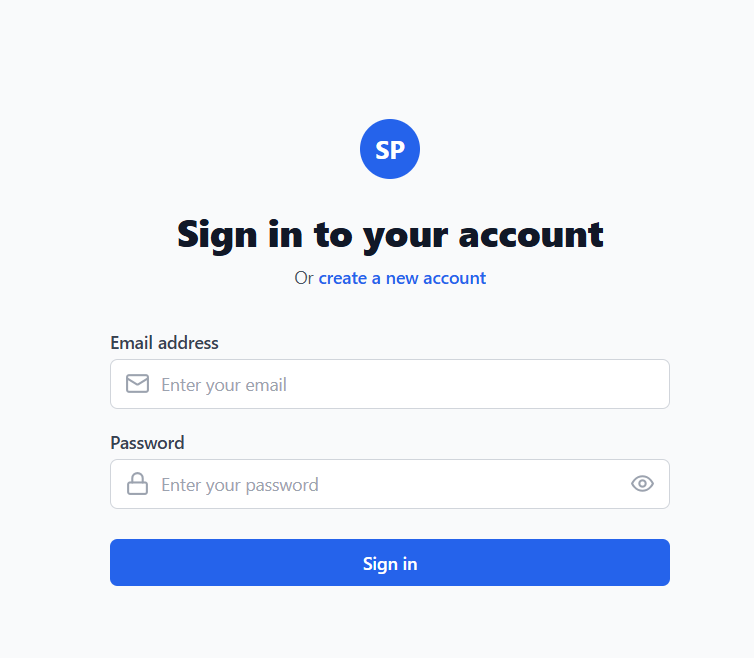 SP
Sign in to your account
Or create a new account
Email address
Enter your email
Password
Enter your password
Sign in